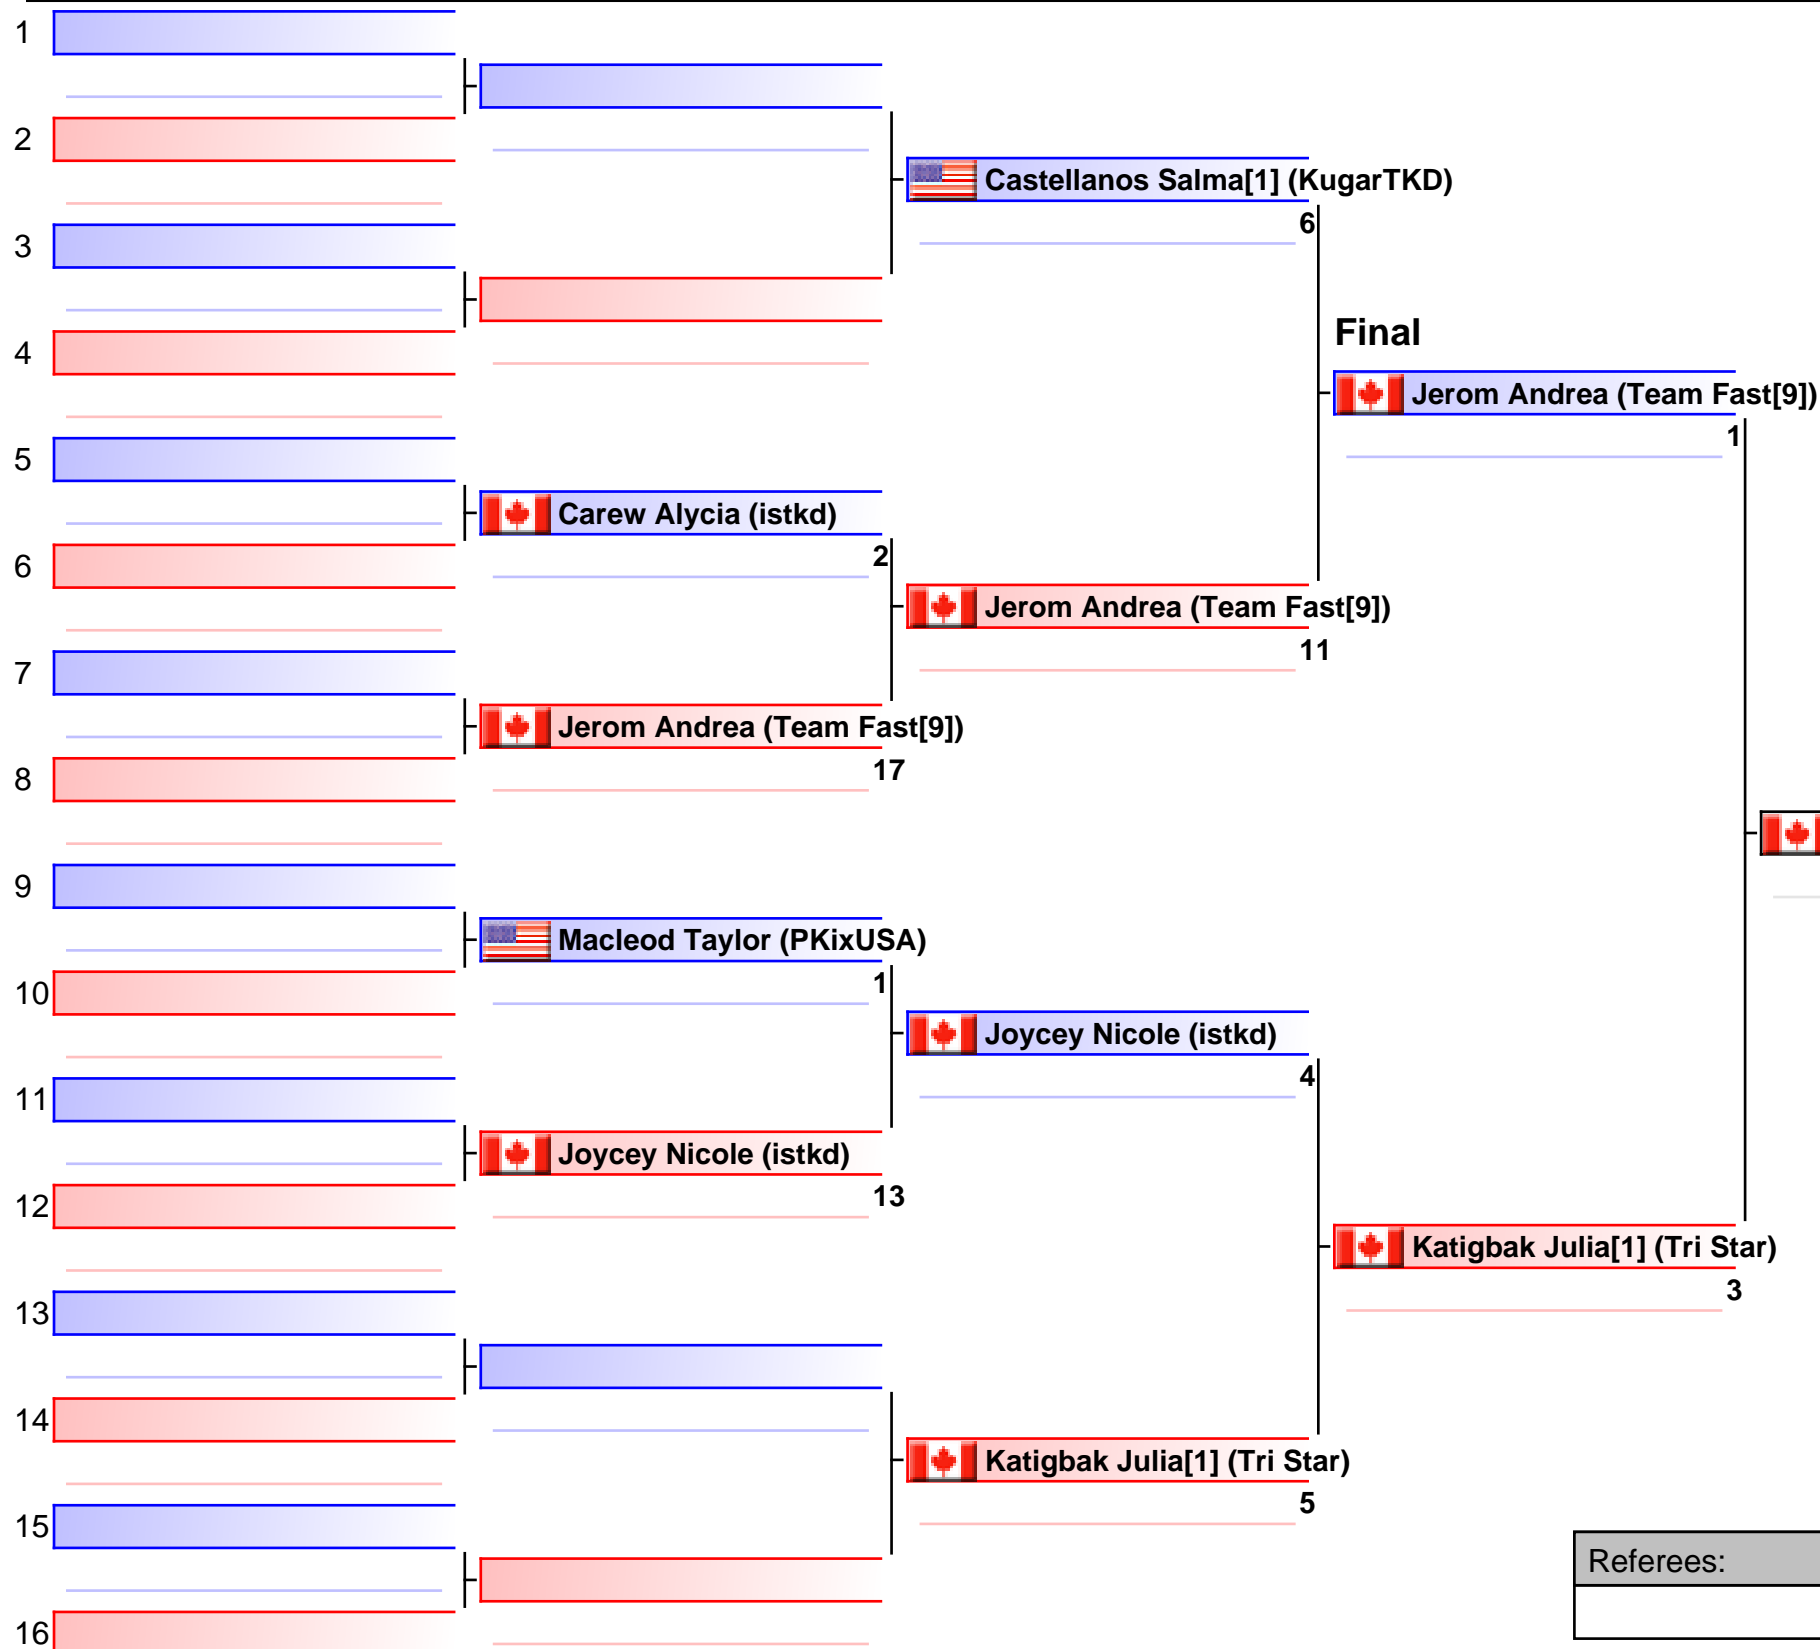 1
2
Castellanos Salma[1] (KugarTKD)
6
3
Final
4
Jerom Andrea (Team Fast[9])
1
5
Carew Alycia (istkd)
2
6
Jerom Andrea (Team Fast[9])
11
7
Jerom Andrea (Team Fast[9])
17
8
9
Macleod Taylor (PKixUSA)
1
10
Joycey Nicole (istkd)
4
11
Joycey Nicole (istkd)
13
12
Katigbak Julia[1] (Tri Star)
3
13
14
Katigbak Julia[1] (Tri Star)
5
15
Referees:
16